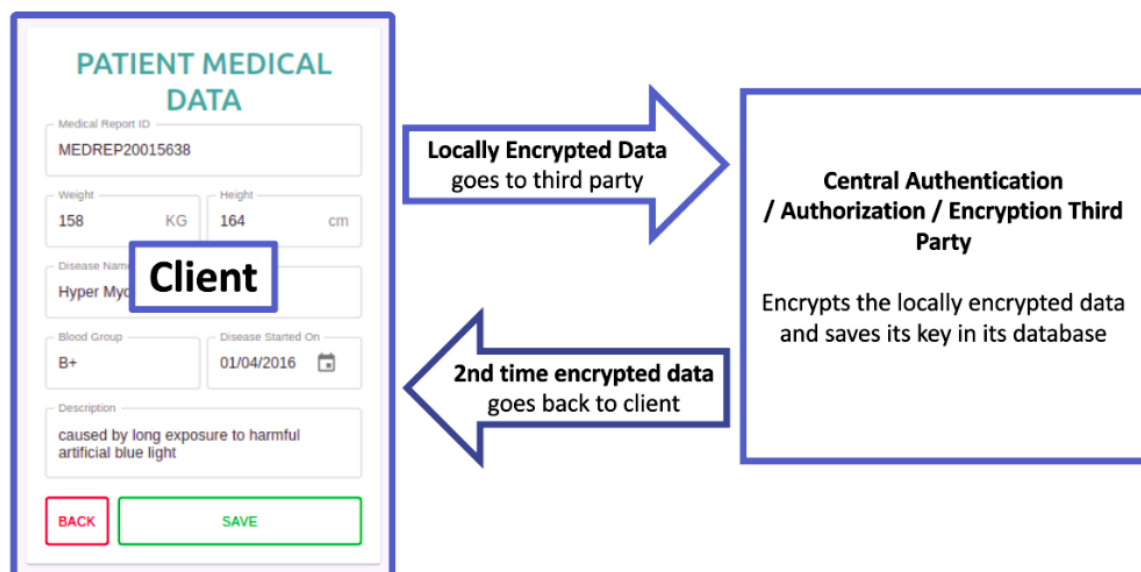 PATIENT MEDICAL
DATA
Medical Report ID
MEDREP20015638
Weight
158 KG
Height
164 cm
Disease Name
Hyper
Client
Blood Group
B+
Disease Started On
01/04/2016
Description
caused by long exposure to harmful
artificial blue light
BACK
SAVE
Locally Encrypted Data
goes to third party
2nd time encrypted data
goes back to client
Central Authentication
/ Authorization / Encryption Third
Party
Encrypts the locally encrypted data
and saves its key in its database